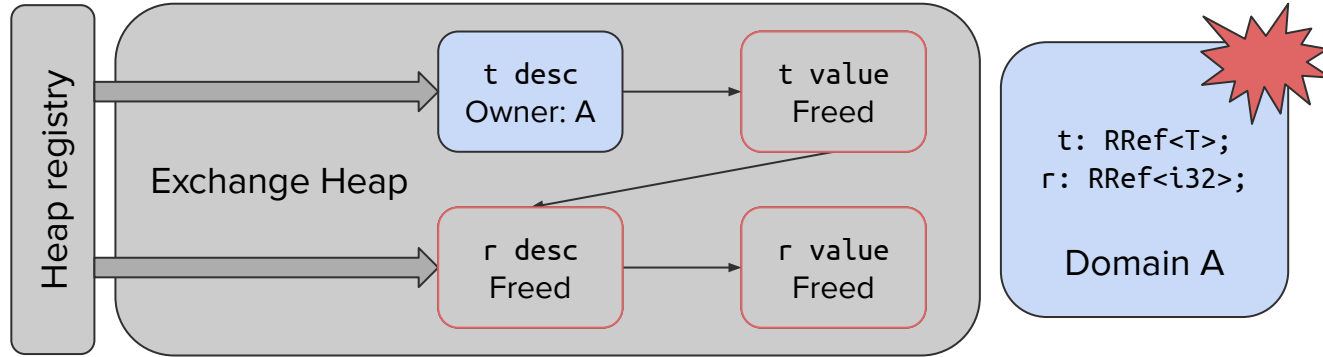 Heap registry
Exchange Heap
t desc
Owner: A
t value
Freed
r desc
Freed
r value
Freed
t: RRef<T>;
r: RRef<i32>;
Domain A